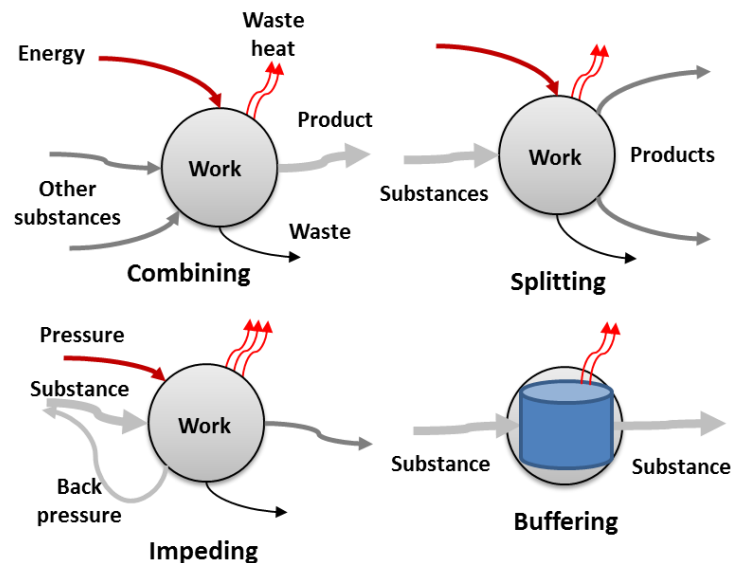 Energy
Waste
heat
Product
Work
Other
substances
Waste
Combining
Work
Products
Substances
Splitting
Pressure
Substance
Work
Back
pressure
Impeding
Substance
Substance
Buffering